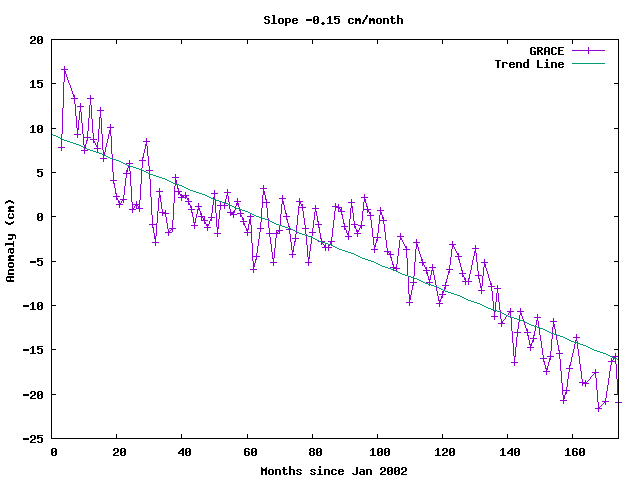 Slope -0.15 cm/month
GRACE
Trend Line
20
15
10
5
0
-5
-10
-15
-20
-25
Anomaly (cm)
0 20 40 60 80 100 120 140 160
Months since Jan 2002